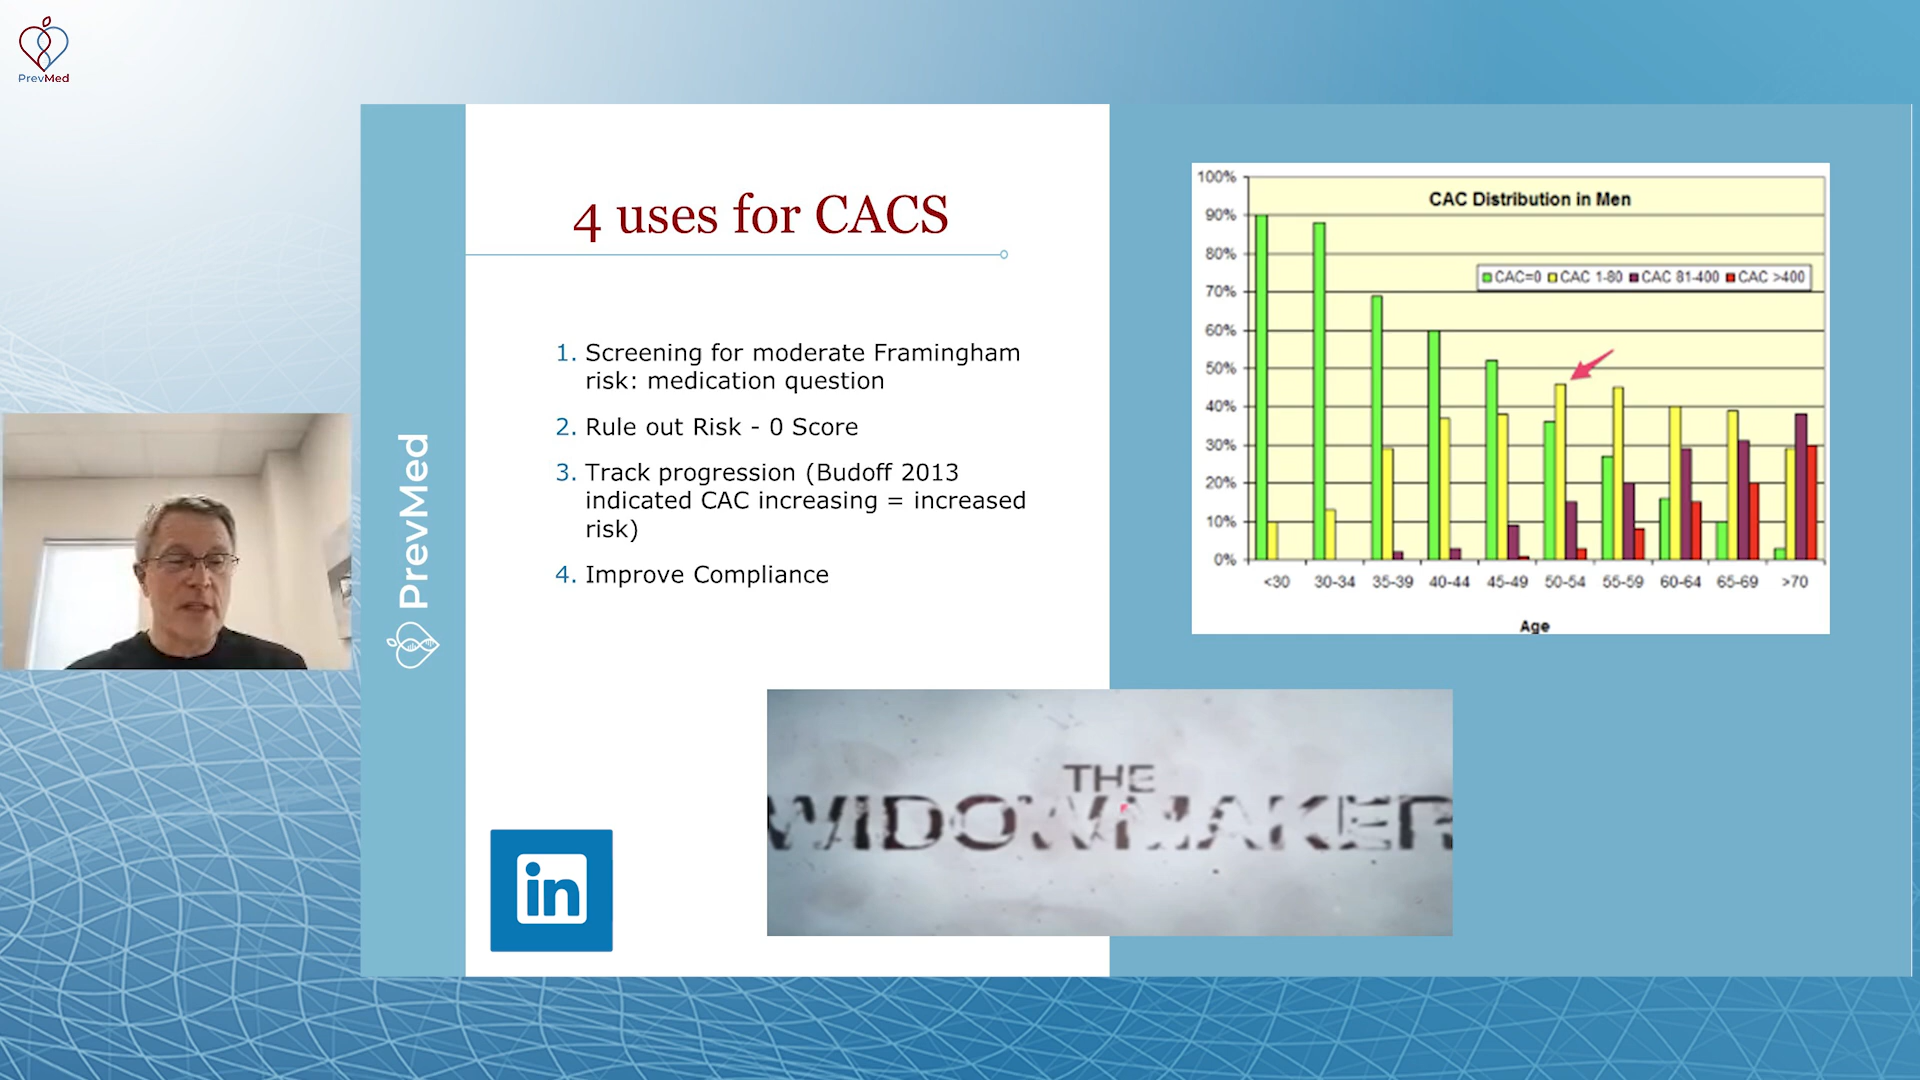 PrevMed
PrevMed
4 uses for CACS
1. Screening for moderate Framingham
risk: medication question
2. Rule out Risk - 0 Score
3. Track progression (Budoff 2013
indicated CAC increasing = increased
risk)
4. Improve Compliance
in
CAC Distribution in Men
CAC=0 CAC 1-80 CAC 81-400 CAC >400
100%
90%
80%
70%
60%
50%
40%
30%
20%
10%
0%
<30 30-34 35-39 40-44 45-49 50-54 55-59 60-64 65-69 >70
Age
THE
WIDOWMAKER